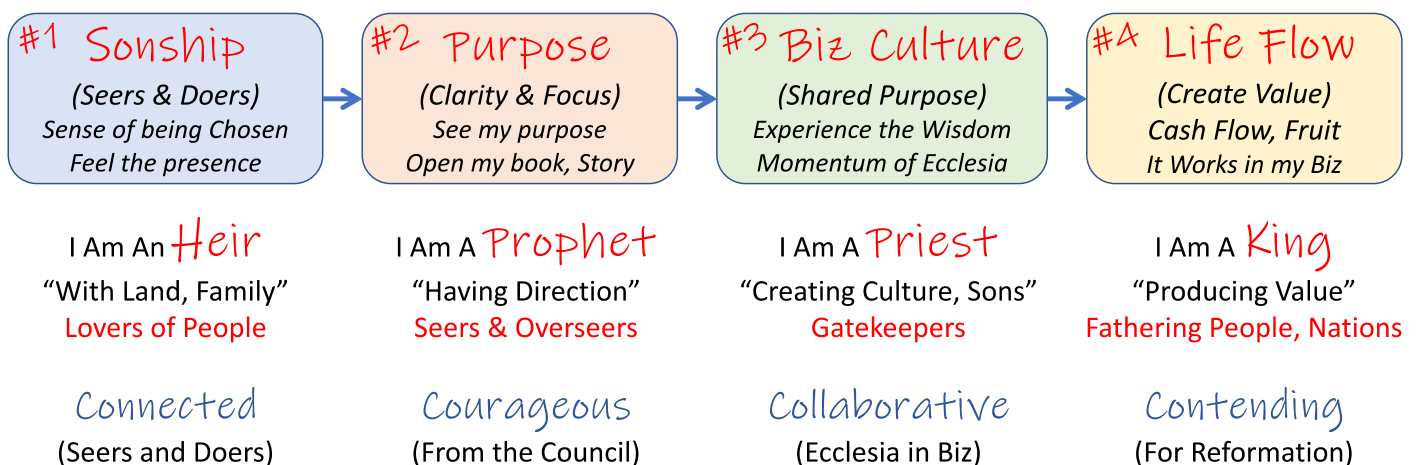 #1 Sonship
(Seers & Doers)
Sense of being Chosen
Feel the presence
#2 Purpose
(Clarity & Focus)
See my purpose
Open my book, Story
#3 Biz Culture
(Shared Purpose)
Experience the Wisdom
Momentum of Ecclesia
#4 Life Flow
(Create Value)
Cash Flow, Fruit
It Works in my Biz
I Am An Heir
“With Land, Family”
Lovers of People
I Am A Prophet
“Having Direction”
Seers & Overseers
I Am A Priest
“Creating Culture, Sons”
Gatekeepers
I Am A King
“Producing Value”
Fathering People, Nations
Connected
(Seers and Doers)
Courageous
(From the Council)
Collaborative
(Ecclesia in Biz)
Contending
(For Reformation)